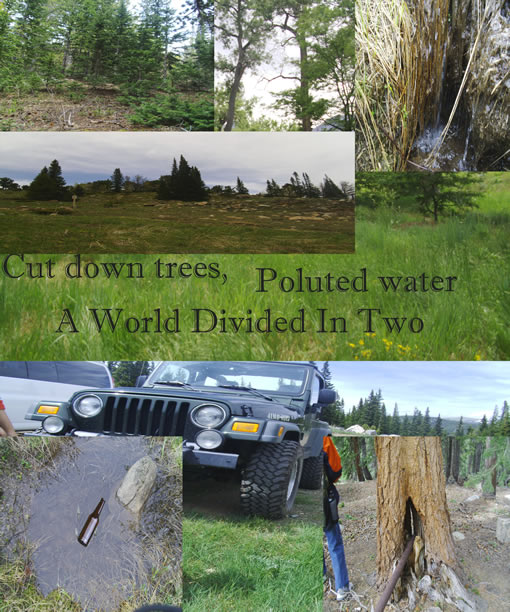 Cut down trees, Poluted water
A World Divided In Two